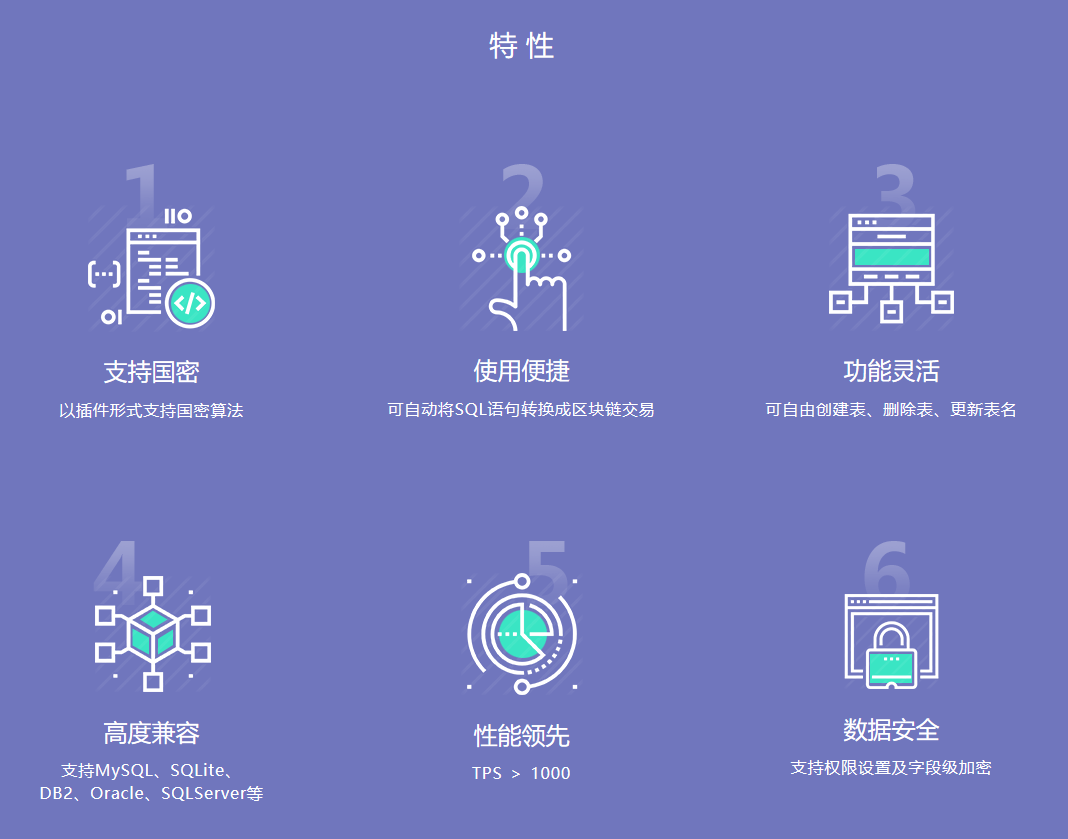 特性
1
2
3
支持国密
使用便捷
功能灵活
以插件形式支持国密算法
可自动将SQL语句转换成区块链交易
可自由创建表、删除表、更新表名
4
5
6
高度兼容
性能领先
数据安全
支持MySQL、SQLite、
DB2、Oracle、SQLServer等
TPS > 1000
支持权限设置及字段级加密